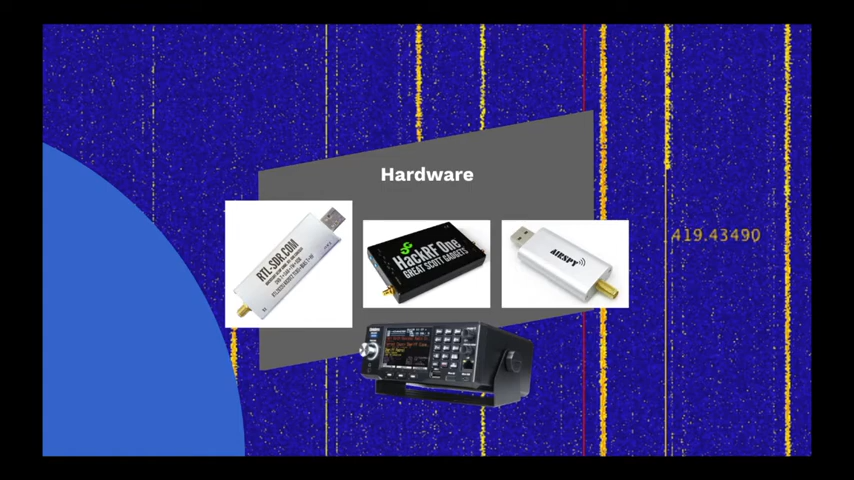 Hardware
RTL-SDR.COM
HackRF One
GREAT SCOTT GADGETS
AIRSPY
419.43490